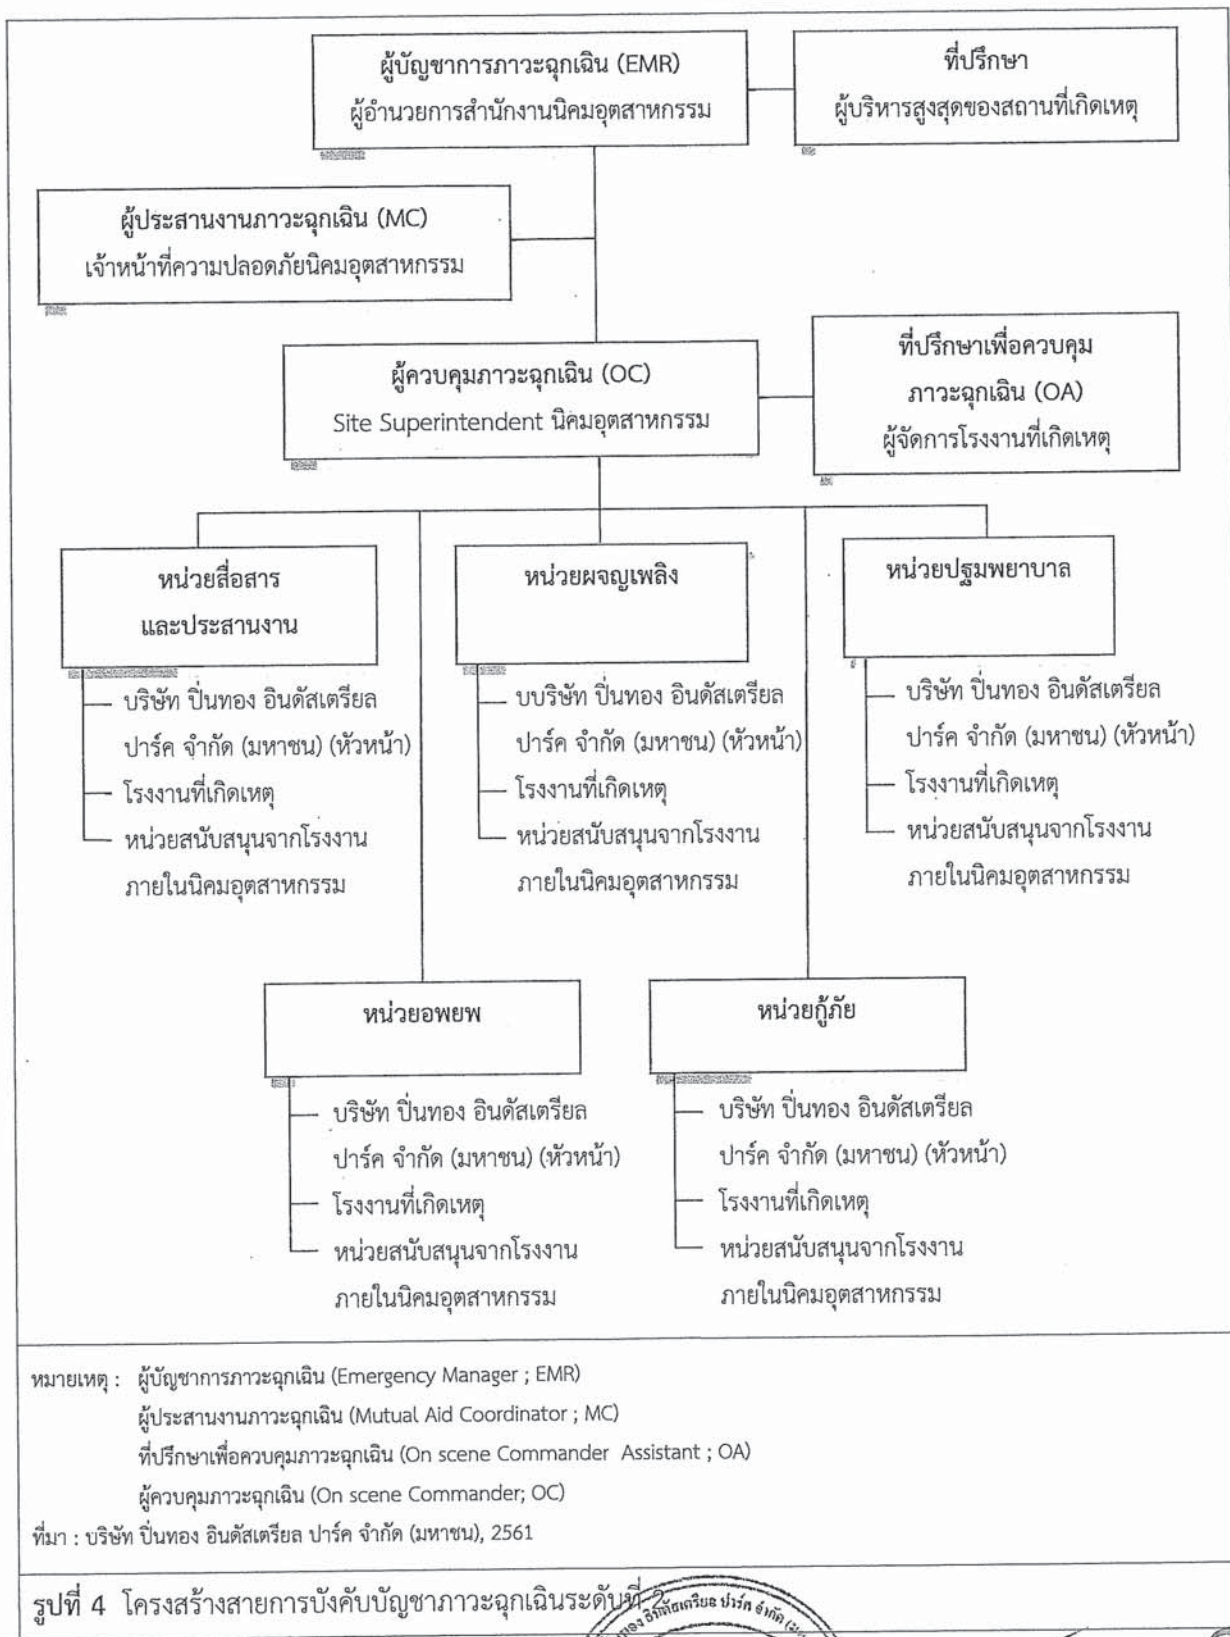 ผู้บัญชาการภาวะฉุกเฉิน (EMR)
ผู้อำนวยการสำนักงานนิคมอุตสาหกรรม
ที่ปรึกษา
ผู้บริหารสูงสุดของสถานที่เกิดเหตุ
ผู้ประสานงานภาวะฉุกเฉิน (MC)
เจ้าหน้าที่ความปลอดภัยนิคมอุตสาหกรรม
ผู้ควบคุมภาวะฉุกเฉิน (OC)
Site Superintendent นิคมอุตสาหกรรม
ที่ปรึกษาเพื่อควบคุม
ภาวะฉุกเฉิน (OA)
ผู้จัดการโรงงานที่เกิดเหตุ
หน่วยสื่อสาร
และประสานงาน
บริษัท ปิ่นทอง อินดัสเตรียล
ปาร์ค จำกัด (มหาชน) (หัวหน้า)
โรงงานที่เกิดเหตุ
หน่วยสนับสนุนจากโรงงาน
ภายในนิคมอุตสาหกรรม
หน่วยผจญเพลิง
บบริษัท ปิ่นทอง อินดัสเตรียล
ปาร์ค จำกัด (มหาชน) (หัวหน้า)
โรงงานที่เกิดเหตุ
หน่วยสนับสนุนจากโรงงาน
ภายในนิคมอุตสาหกรรม
หน่วยปฐมพยาบาล
บริษัท ปิ่นทอง อินดัสเตรียล
ปาร์ค จำกัด (มหาชน) (หัวหน้า)
โรงงานที่เกิดเหตุ
หน่วยสนับสนุนจากโรงงาน
ภายในนิคมอุตสาหกรรม
หน่วยอพยพ
บริษัท ปิ่นทอง อินดัสเตรียล
ปาร์ค จำกัด (มหาชน) (หัวหน้า)
โรงงานที่เกิดเหตุ
หน่วยสนับสนุนจากโรงงาน
ภายในนิคมอุตสาหกรรม
หน่วยกู้ภัย
บริษัท ปิ่นทอง อินดัสเตรียล
ปาร์ค จำกัด (มหาชน) (หัวหน้า)
โรงงานที่เกิดเหตุ
หน่วยสนับสนุนจากโรงงาน
ภายในนิคมอุตสาหกรรม
หมายเหตุ : ผู้บัญชาการภาวะฉุกเฉิน (Emergency Manager ; EMR)
ผู้ประสานงานภาวะฉุกเฉิน (Mutual Aid Coordinator ; MC)
ที่ปรึกษาเพื่อควบคุมภาวะฉุกเฉิน (On scene Commander Assistant ; OA)
ผู้ควบคุมภาวะฉุกเฉิน (On scene Commander; OC)
ที่มา : บริษัท ปิ่นทอง อินดัสเตรียล ปาร์ค จำกัด (มหาชน), 2561
รูปที่ 4 โครงสร้างสายการบังคับบัญชาภาวะฉุกเฉินระดับที่ 2
อินดัสเตรียล ปาร์ค จำกัด